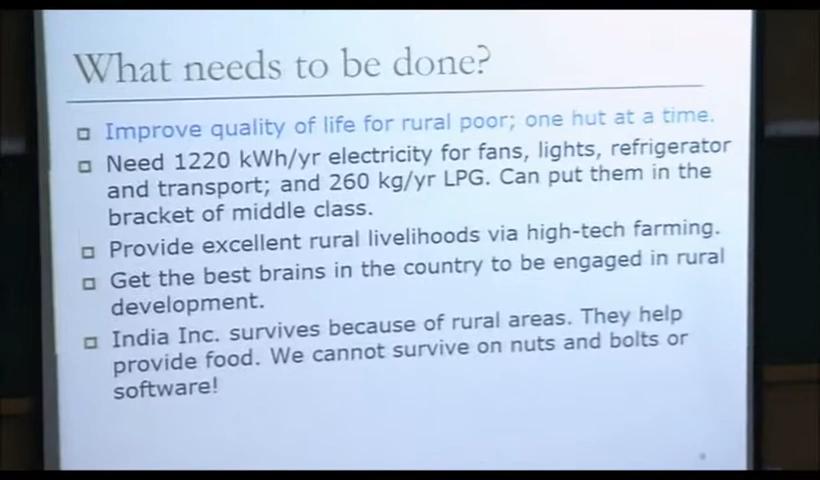 What needs to be done?
Improve quality of life for rural poor; one hut at a time.
Need 1220 kWh/yr electricity for fans, lights, refrigerator
and transport; and 260 kg/yr LPG. Can put them in the
bracket of middle class.
Provide excellent rural livelihoods via high-tech farming.
Get the best brains in the country to be engaged in rural
development.
India Inc. survives because of rural areas. They help
provide food. We cannot survive on nuts and bolts or
software!